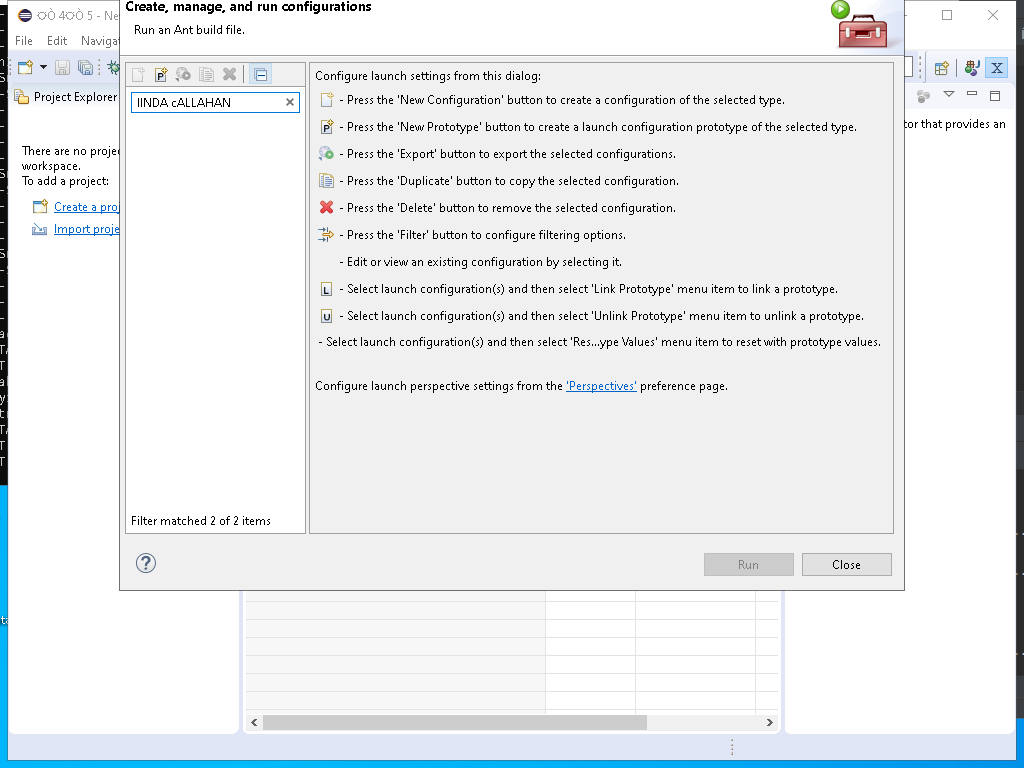 Create, manage, and run configurations
Run an Ant build file.
File Edit Navigat
Project Explorer
There are no projec
workspace.
To add a project:
Create a proj
Import proje
IINDA cALLAHAN
Filter matched 2 of 2 items
Configure launch settings from this dialog:
- Press the 'New Configuration' button to create a configuration of the selected type.
P - Press the 'New Prototype' button to create a launch configuration prototype of the selected type.
- Press the 'Export' button to export the selected configurations.
- Press the 'Duplicate' button to copy the selected configuration.
- Press the 'Delete' button to remove the selected configuration.
- Press the 'Filter' button to configure filtering options.
- Edit or view an existing configuration by selecting it.
L - Select launch configuration(s) and then select 'Link Prototype' menu item to link a prototype.
U - Select launch configuration(s) and then select 'Unlink Prototype' menu item to unlink a prototype.
- Select launch configuration(s) and then select 'Res...ype Values' menu item to reset with prototype values.
Configure launch perspective settings from the 'Perspectives' preference page.
tor that provides an
Run
Close